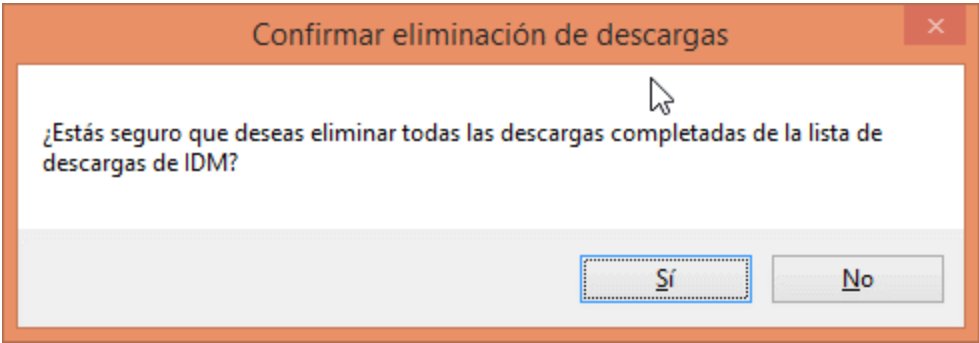 Confirmar eliminación de descargas
¿Estás seguro que deseas eliminar todas las descargas completadas de la lista de
descargas de IDM?
Sí
No